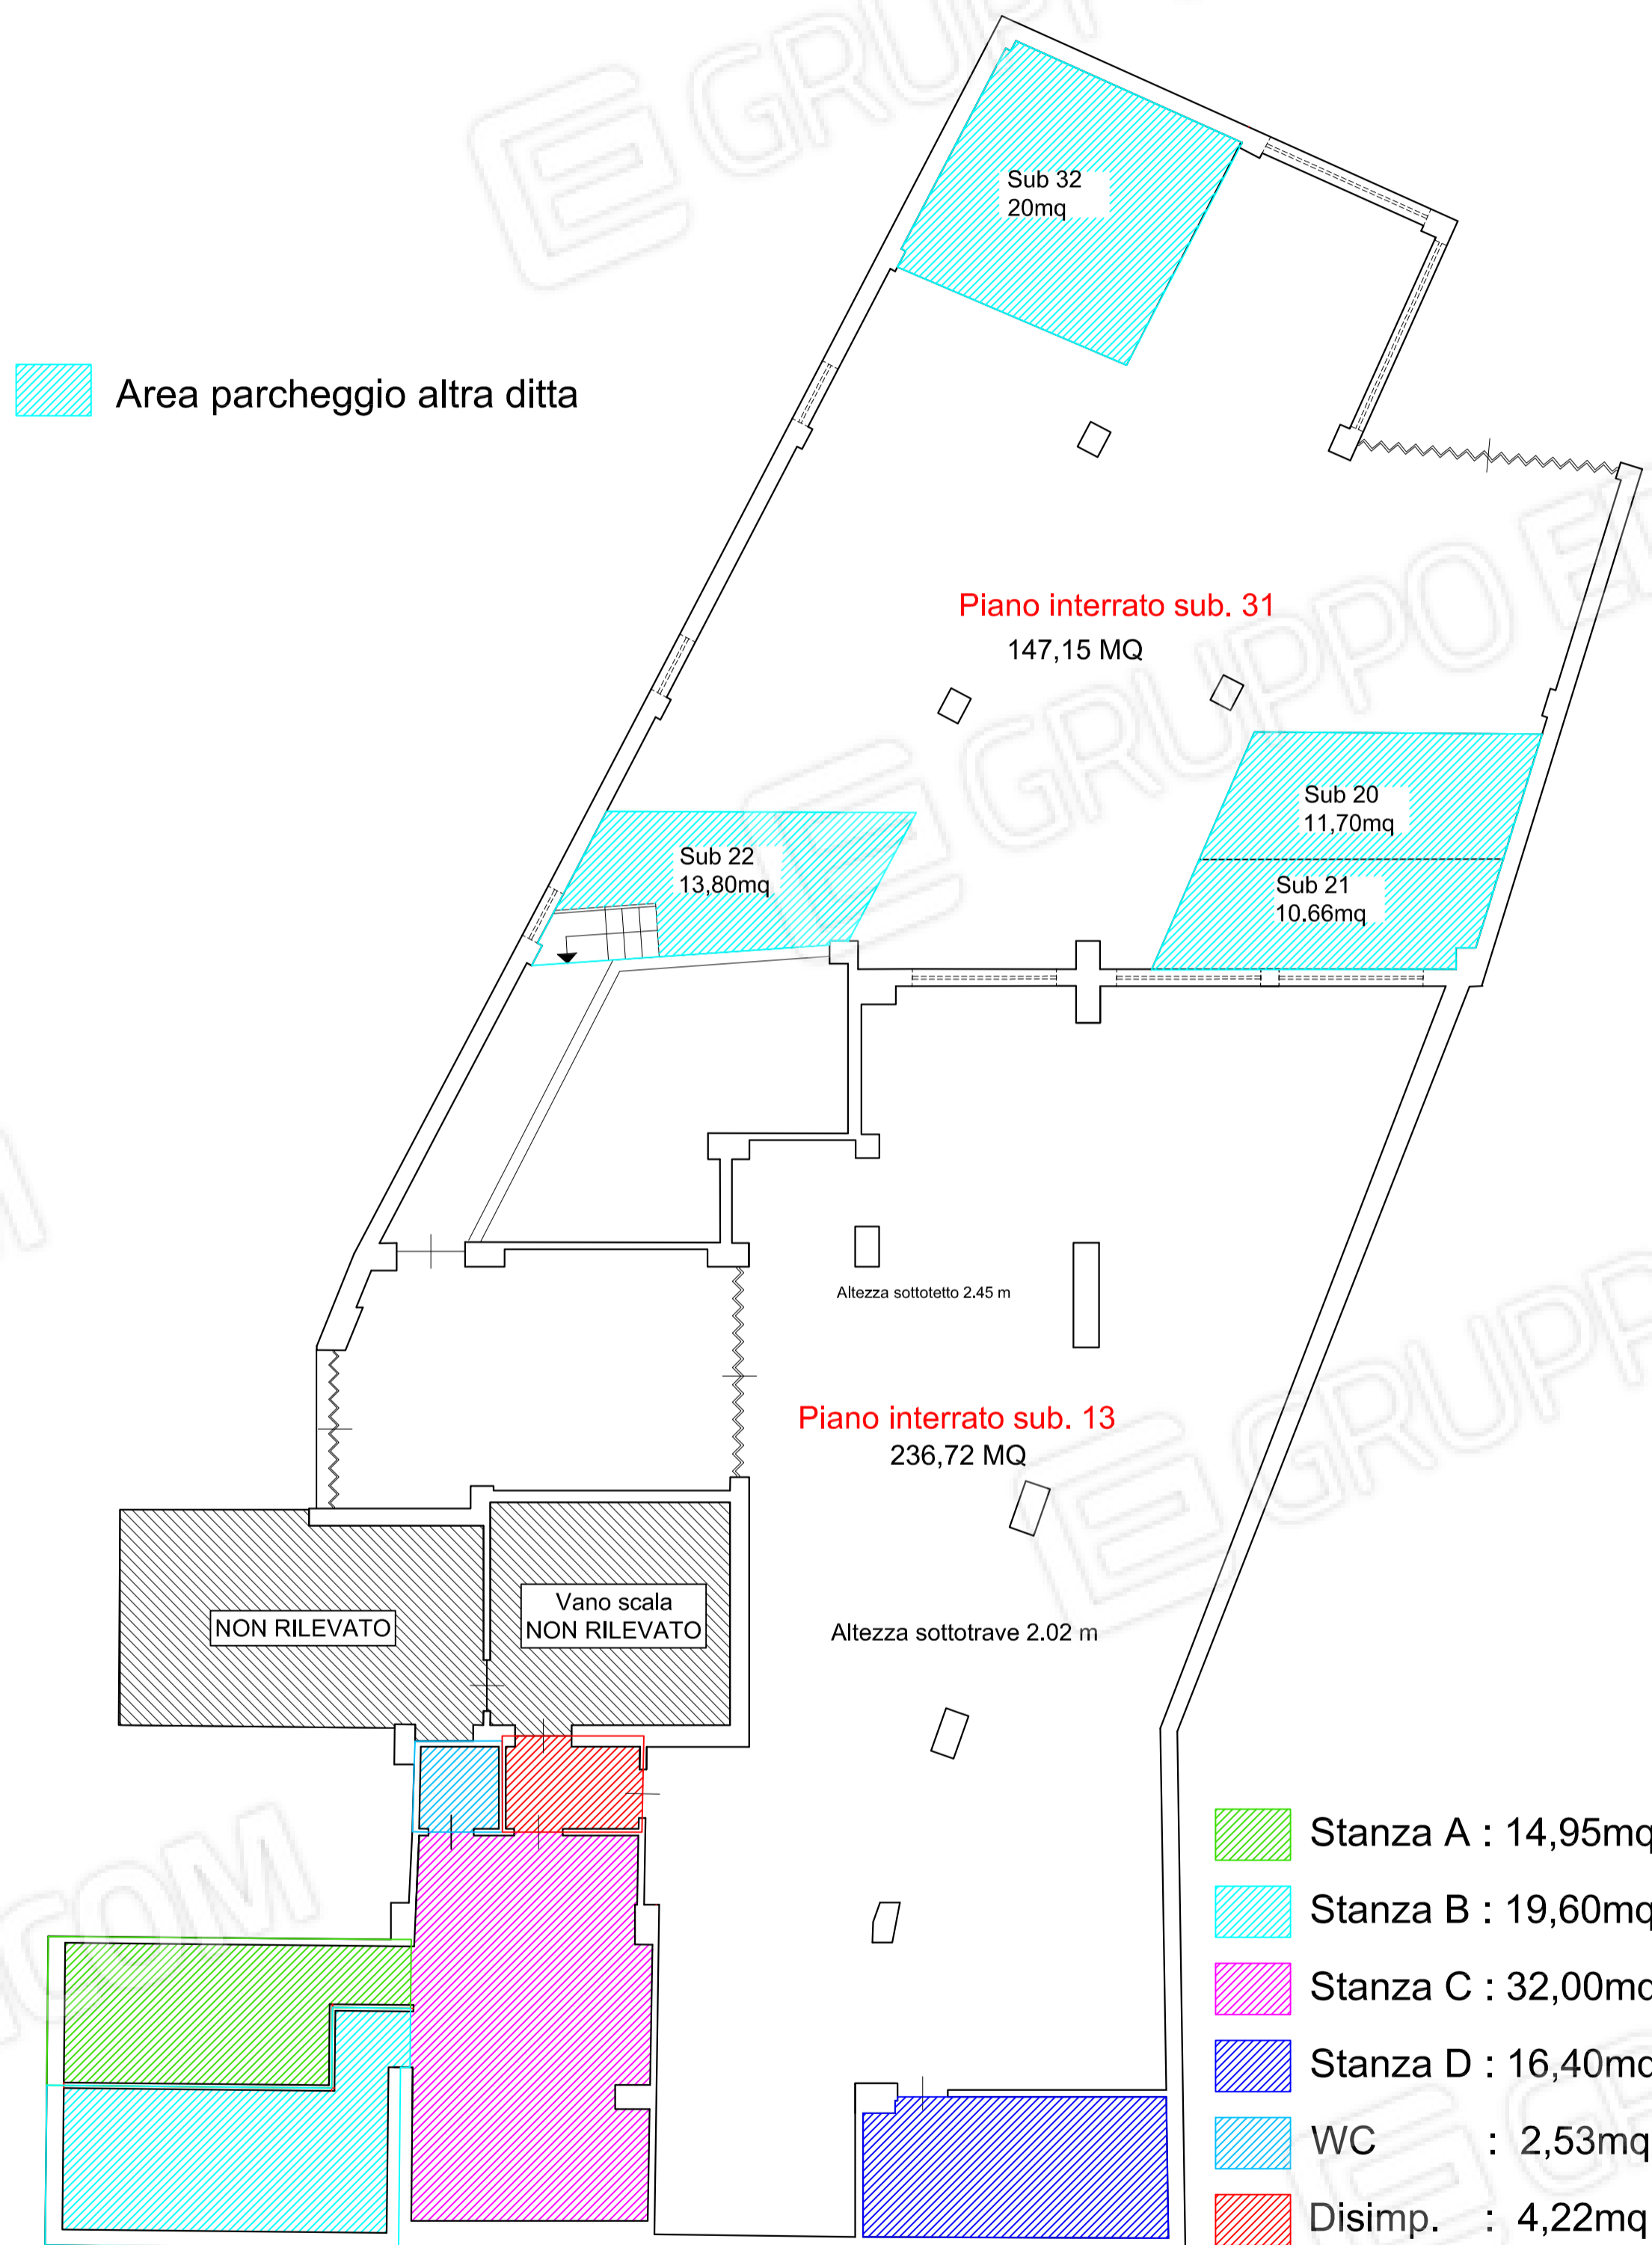 GRUPPO
Sub 32
20mq
Area parcheggio altra ditta
GRUPPO
Piano interrato sub. 31
147,15 MQ
Sub 20
11,70mq
Sub 22
13,80mq
Sub 21
10.66mq
Altezza sottotetto 2.45 m
GRUPP
Piano interrato sub. 13
236,72 MQ
Vano scala
NON RILEVATO
NON RILEVATO
Altezza sottotrave 2.02 m
Stanza A : 14,95mq
Stanza B : 19,60mq
Stanza C : 32,00mq
Stanza D : 16,40mq
WC : 2,53mq
Disimp. : 4,22mq